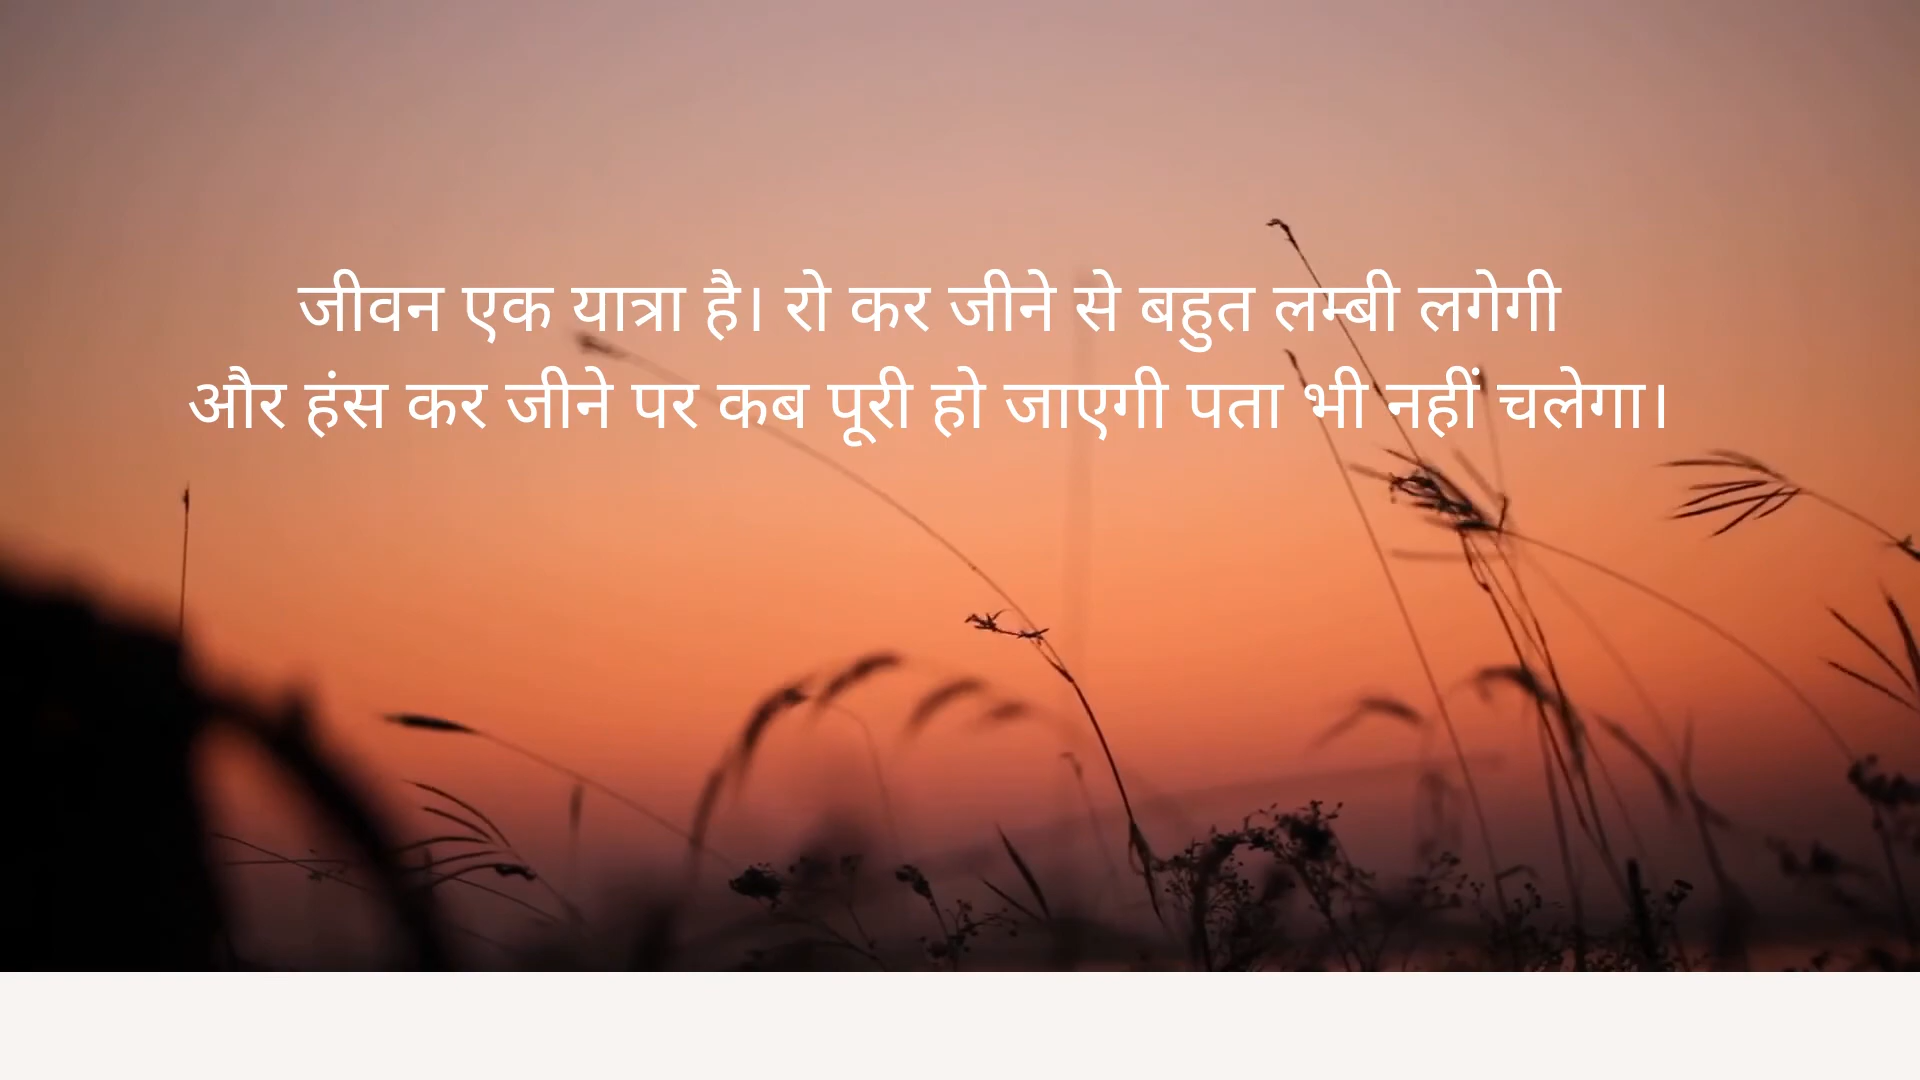 जीवन एक यात्रा है। रो कर जीने से बहुत लम्बी लगेगी
और हंस कर जीने पर कब पूरी हो जाएगी पता भी नहीं चलेगा।